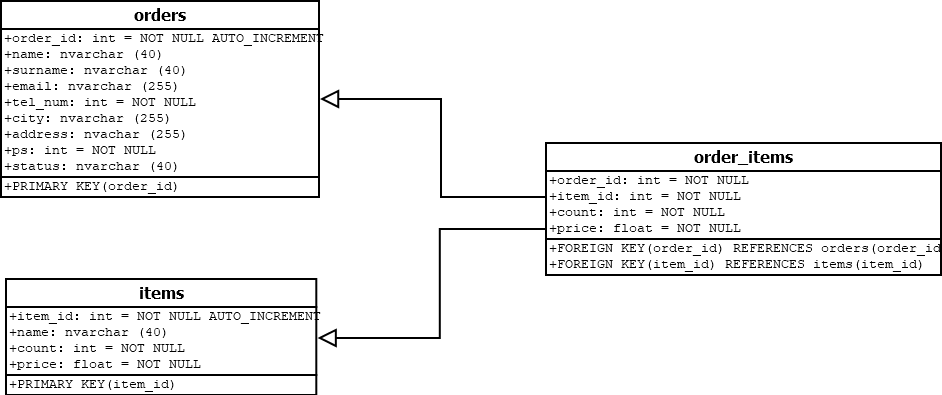 orders
+order_id: int = NOT NULL AUTO_INCREMENT
+name: nvarchar (40)
+surname: nvarchar (40)
+email: nvarchar (255)
+tel_num: int = NOT NULL
+city: nvarchar (255)
+address: nvarchar (255)
+ps: int = NOT NULL
+status: nvarchar (40)
+PRIMARY KEY(order_id)
order_items
+order_id: int = NOT NULL
+item_id: int = NOT NULL
+count: int = NOT NULL
+price: float = NOT NULL
+FOREIGN KEY(order_id) REFERENCES orders(order_id
+FOREIGN KEY(item_id) REFERENCES items(item_id)
items
+item_id: int = NOT NULL AUTO_INCREMENT
+name: nvarchar (40)
+count: int = NOT NULL
+price: float = NOT NULL
+PRIMARY KEY(item_id)